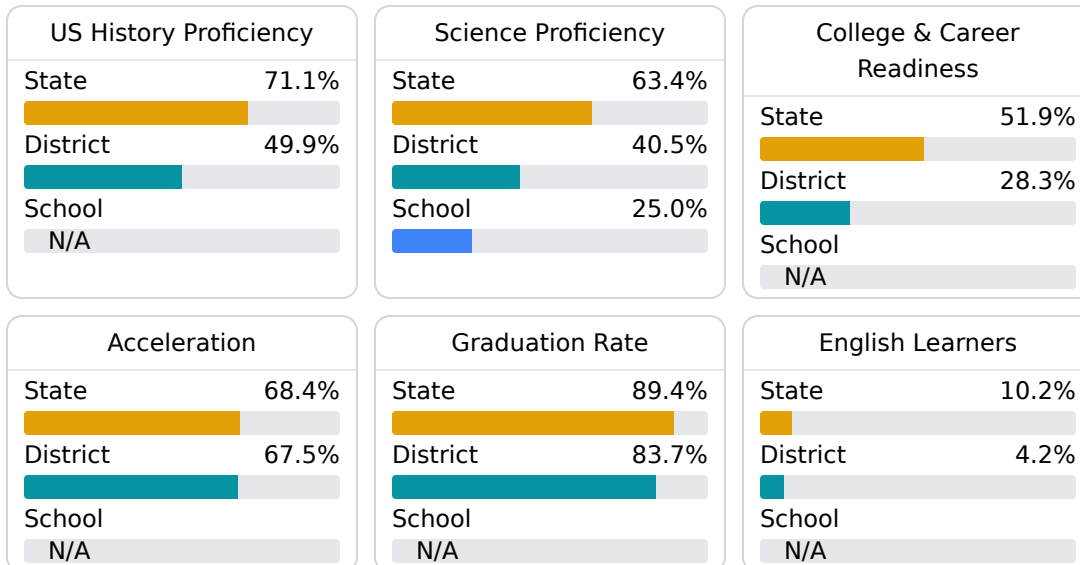 US History Proficiency
State 71.1%
District 49.9%
School
N/A
Science Proficiency
State 63.4%
District 40.5%
School 25.0%
College & Career
Readiness
State 51.9%
District 28.3%
School
N/A
Acceleration
State 68.4%
District 67.5%
School
N/A
Graduation Rate
State 89.4%
District 83.7%
School
N/A
English Learners
State 10.2%
District 4.2%
School
N/A